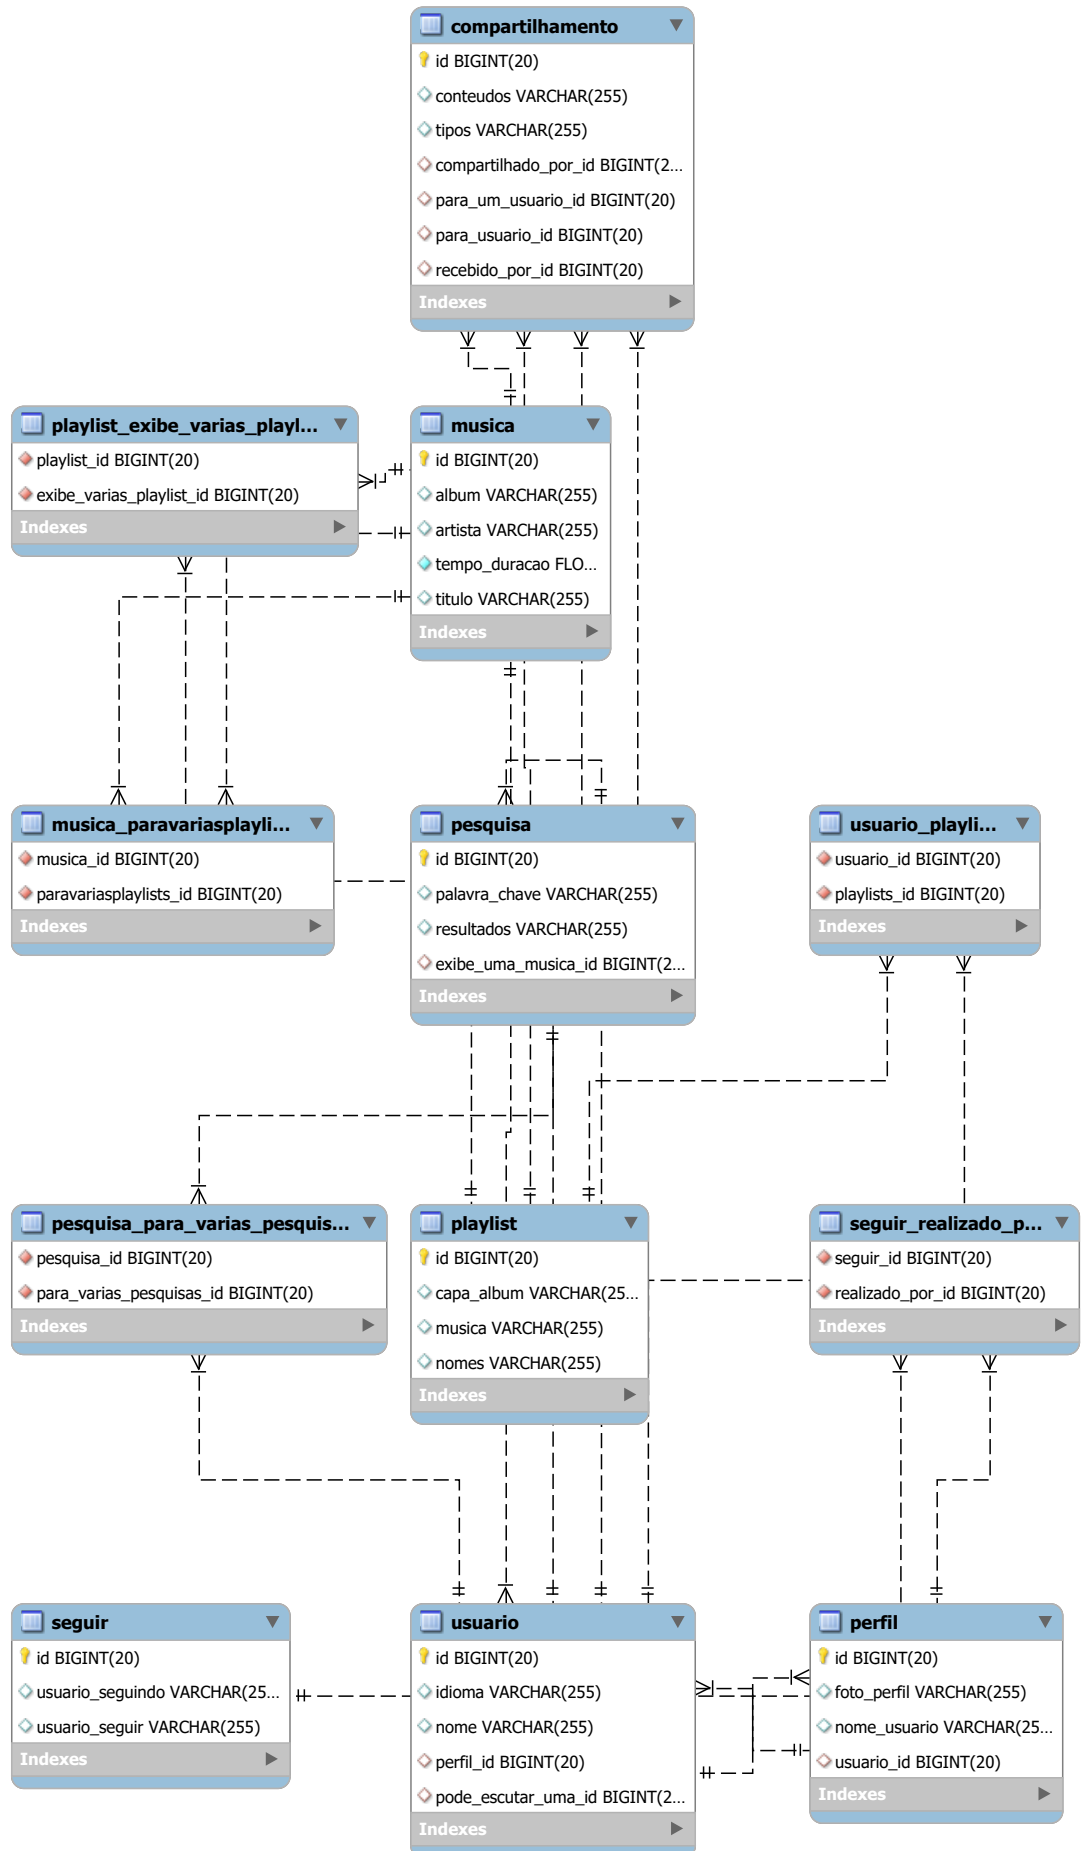 compartilhamento
id BIGINT(20)
conteudos VARCHAR(255)
tipos VARCHAR(255)
compartilhado_por_id BIGINT(2...
para_um_usuario_id BIGINT(20)
para_usuario_id BIGINT(20)
recebido_por_id BIGINT(20)
Indexes
playlist_exibe_varias_playl...
playlist_id BIGINT(20)
exibe_varias_playlist_id BIGINT(20)
Indexes
musica
id BIGINT(20)
album VARCHAR(255)
artista VARCHAR(255)
tempo_duracao FLO...
titulo VARCHAR(255)
Indexes
musica_paravariasplayli...
musica_id BIGINT(20)
paravariasplaylists_id BIGINT(20)
Indexes
pesquisa
id BIGINT(20)
palavra_chave VARCHAR(255)
resultados VARCHAR(255)
exibe_uma_musica_id BIGINT(2...
Indexes
usuario_playli...
usuario_id BIGINT(20)
playlists_id BIGINT(20)
Indexes
pesquisa_para_varias_pesquis...
pesquisa_id BIGINT(20)
para_varias_pesquisas_id BIGINT(20)
Indexes
playlist
id BIGINT(20)
capa_album VARCHAR(25...
musica VARCHAR(255)
nomes VARCHAR(255)
Indexes
seguir_realizado_p...
seguir_id BIGINT(20)
realizado_por_id BIGINT(20)
Indexes
seguir
id BIGINT(20)
usuario_seguindo VARCHAR(25...
usuario_seguir VARCHAR(255)
Indexes
usuario
id BIGINT(20)
idioma VARCHAR(255)
nome VARCHAR(255)
perfil_id BIGINT(20)
pode_escutar_uma_id BIGINT(2...
Indexes
perfil
id BIGINT(20)
foto_perfil VARCHAR(255)
nome_usuario VARCHAR(25...
usuario_id BIGINT(20)
Indexes